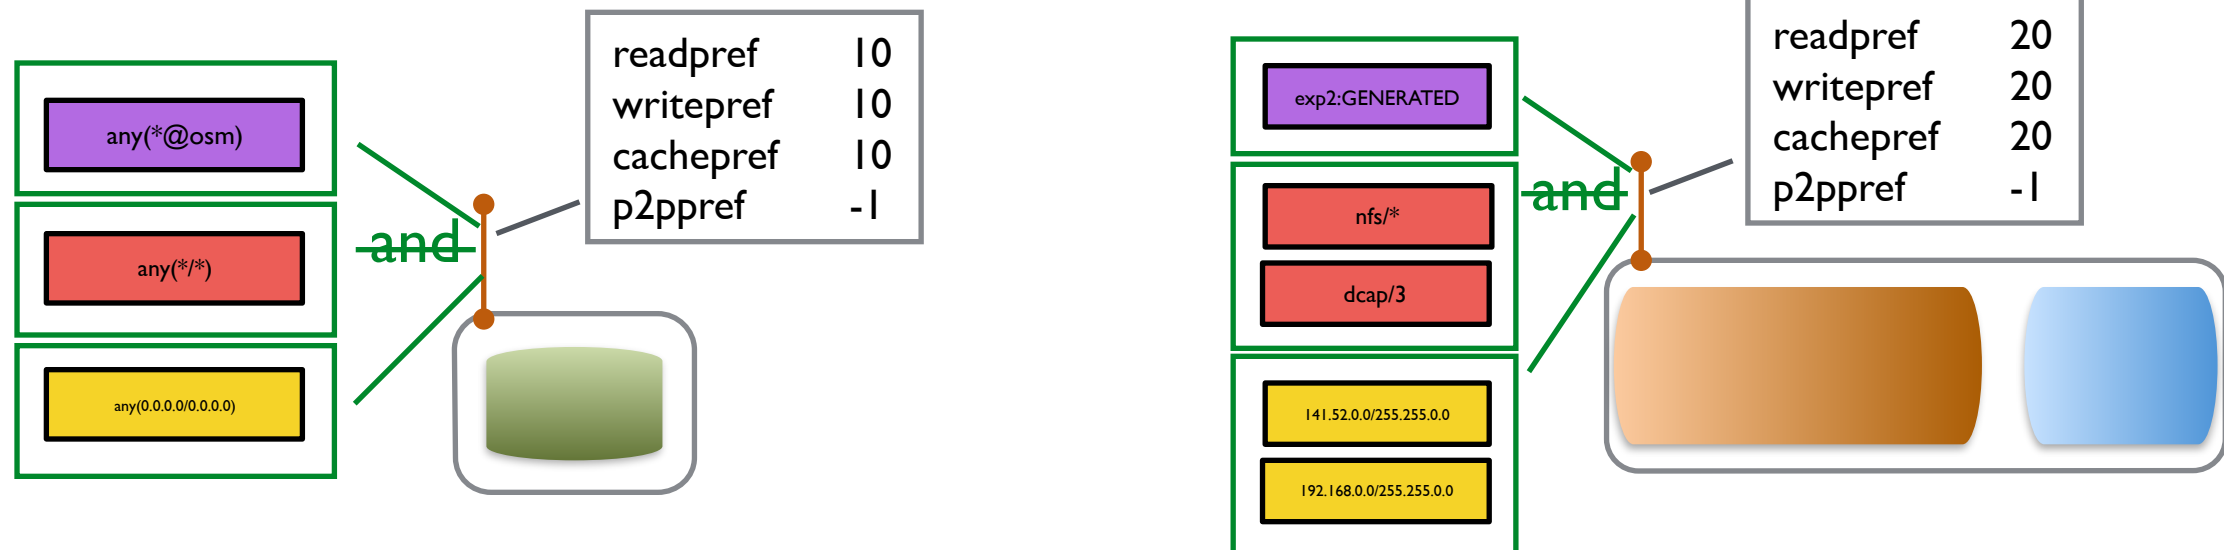 any(*@osm)
any(*/*)
any(0.0.0.0/0.0.0.0)
and
readpref 10
writepref 10
cachepref 10
p2ppref -1
exp2:GENERATED
nfs/*
dcap/3
141.52.0.0/255.255.0.0
192.168.0.0/255.255.0.0
and
readpref 20
writepref 20
cachepref 20
p2ppref -1